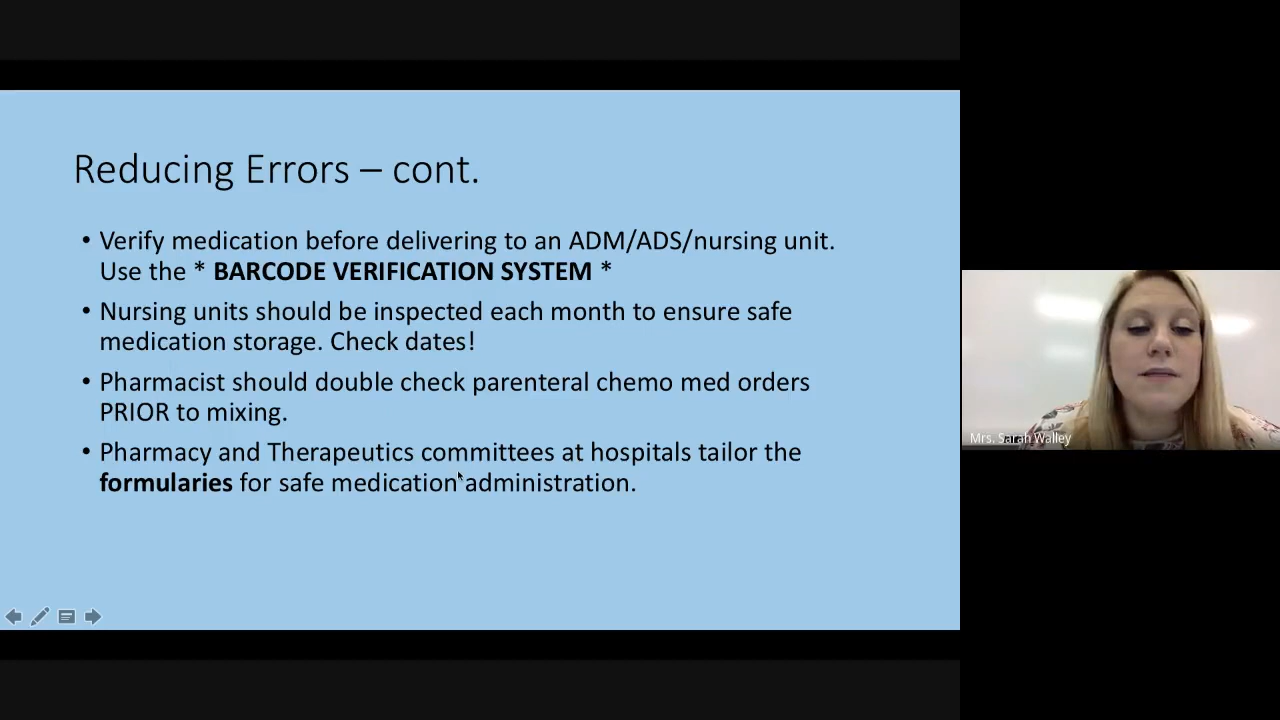 Reducing Errors – cont.
• Verify medication before delivering to an ADM/ADS/nursing unit.
Use the * BARCODE VERIFICATION SYSTEM *
• Nursing units should be inspected each month to ensure safe
medication storage. Check dates!
• Pharmacist should double check parenteral chemo med orders
PRIOR to mixing.
• Pharmacy and Therapeutics committees at hospitals tailor the
formularies for safe medication administration.
Mrs. Sarah Walley